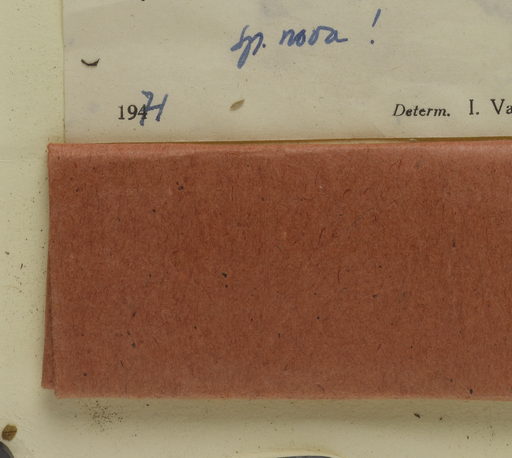 sp. nova !
1971 Determ. I. Va